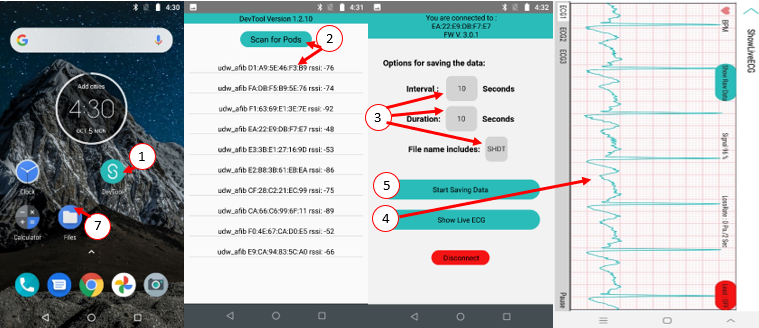 4:30
Google
Add cities
4:30
OCT 5 MON
1
Clock
DevTool
Calculator
Files
7
4:31
DevTool Version 1.2.10
Scan for Pods
2
udw_afib D1:A9:5E:46:F3:B9 rssi: -76
udw_afib FA:DB:F5:B9:5E:76 rssi: -74
udw_afib F1:63:69:E1:3E:7E rssi: -92
udw_afib EA:22:E9:DB:F7:E7 rssi: -48
udw_afib E3:3B:E1:27:16:9D rssi: -53
udw_afib E2:B8:3B:61:EB:EA rssi: -86
udw_afib CF:28:C2:21:EC:99 rssi: -75
udw_afib CA:66:C6:99:6F:11 rssi: -89
udw_afib F0:4E:67:CA:D0:E5 rssi: -52
udw_afib E9:CA:94:B3:5C:A0 rssi: -66
4:32
You are connected to :
EA:22:E9:DB:F7:E7
FW V. 3.0.1
Options for saving the data:
Interval : 10 Seconds
3
Duration: 10 Seconds
File name includes: SHDT
5
Start Saving Data
4
Show Live ECG
Disconnect
ShowLiveECG
BPM
Show Raw Data
Signal %
LossRate: 0 Pa./2 Sec
ECG1
ECG2
ECG3
Pause